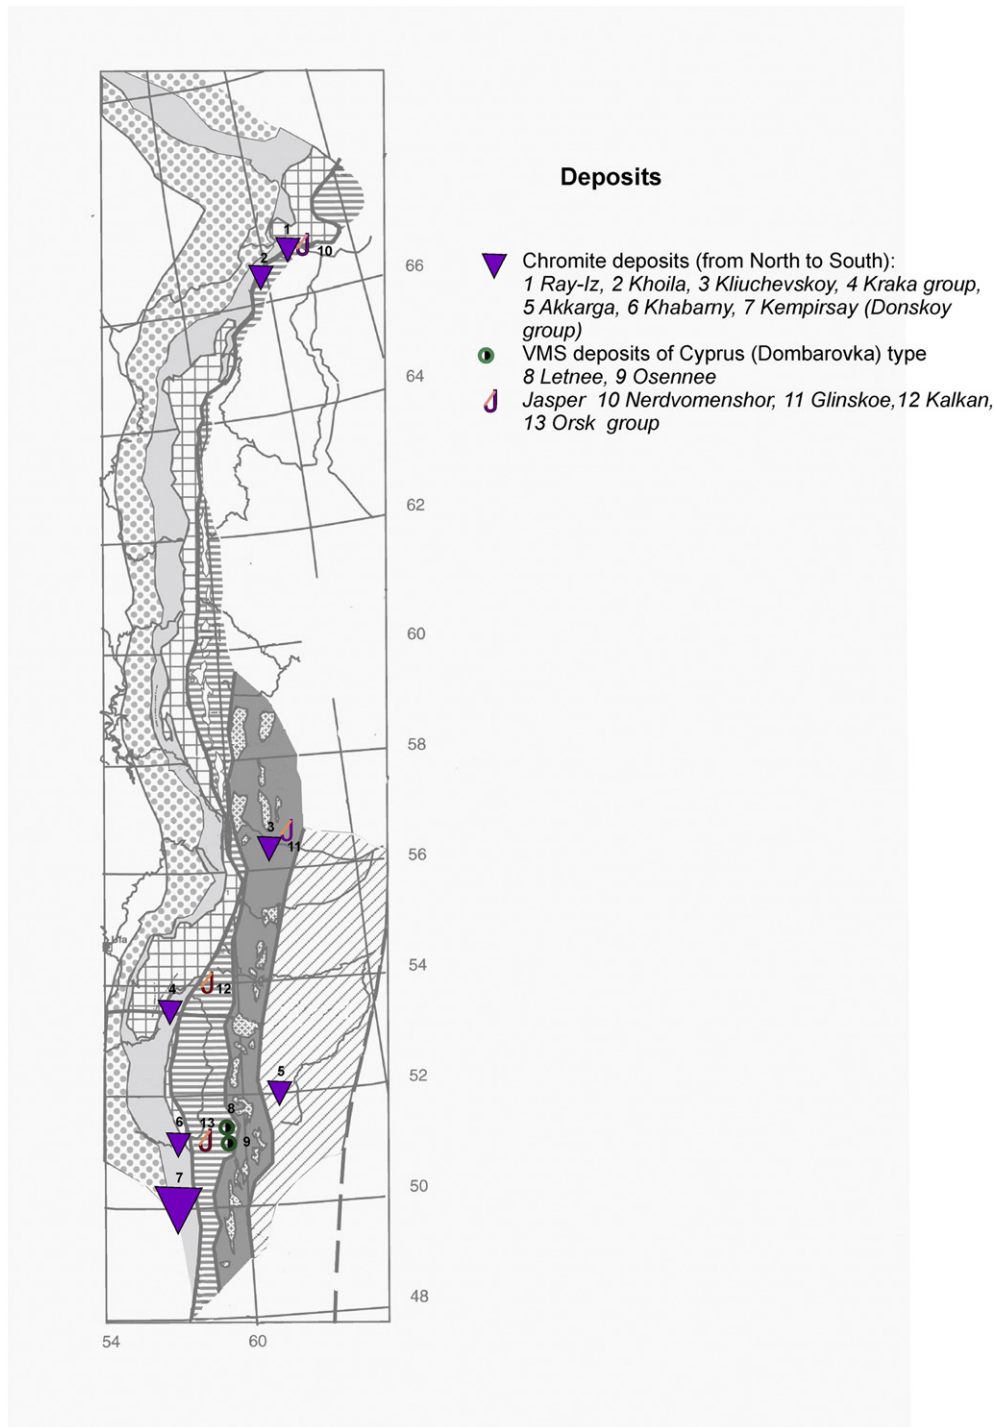 Deposits
Chromite deposits (from North to South):
1 Ray-Iz, 2 Khoila, 3 Kliuchevskoy, 4 Kraka group,
5 Akkarga, 6 Khabarny, 7 Kempirsay (Donskoy
group)
VMS deposits of Cyprus (Dombarovka) type
8 Letnee, 9 Osennee
Jasper 10 Nerdvomenshor, 11 Glinskoe,12 Kalkan,
13 Orsk group
1
10
2
66
64
62
60
58
3
11
56
Ufa
54
4
12
5
52
8
6
13
9
7
50
48
54
60